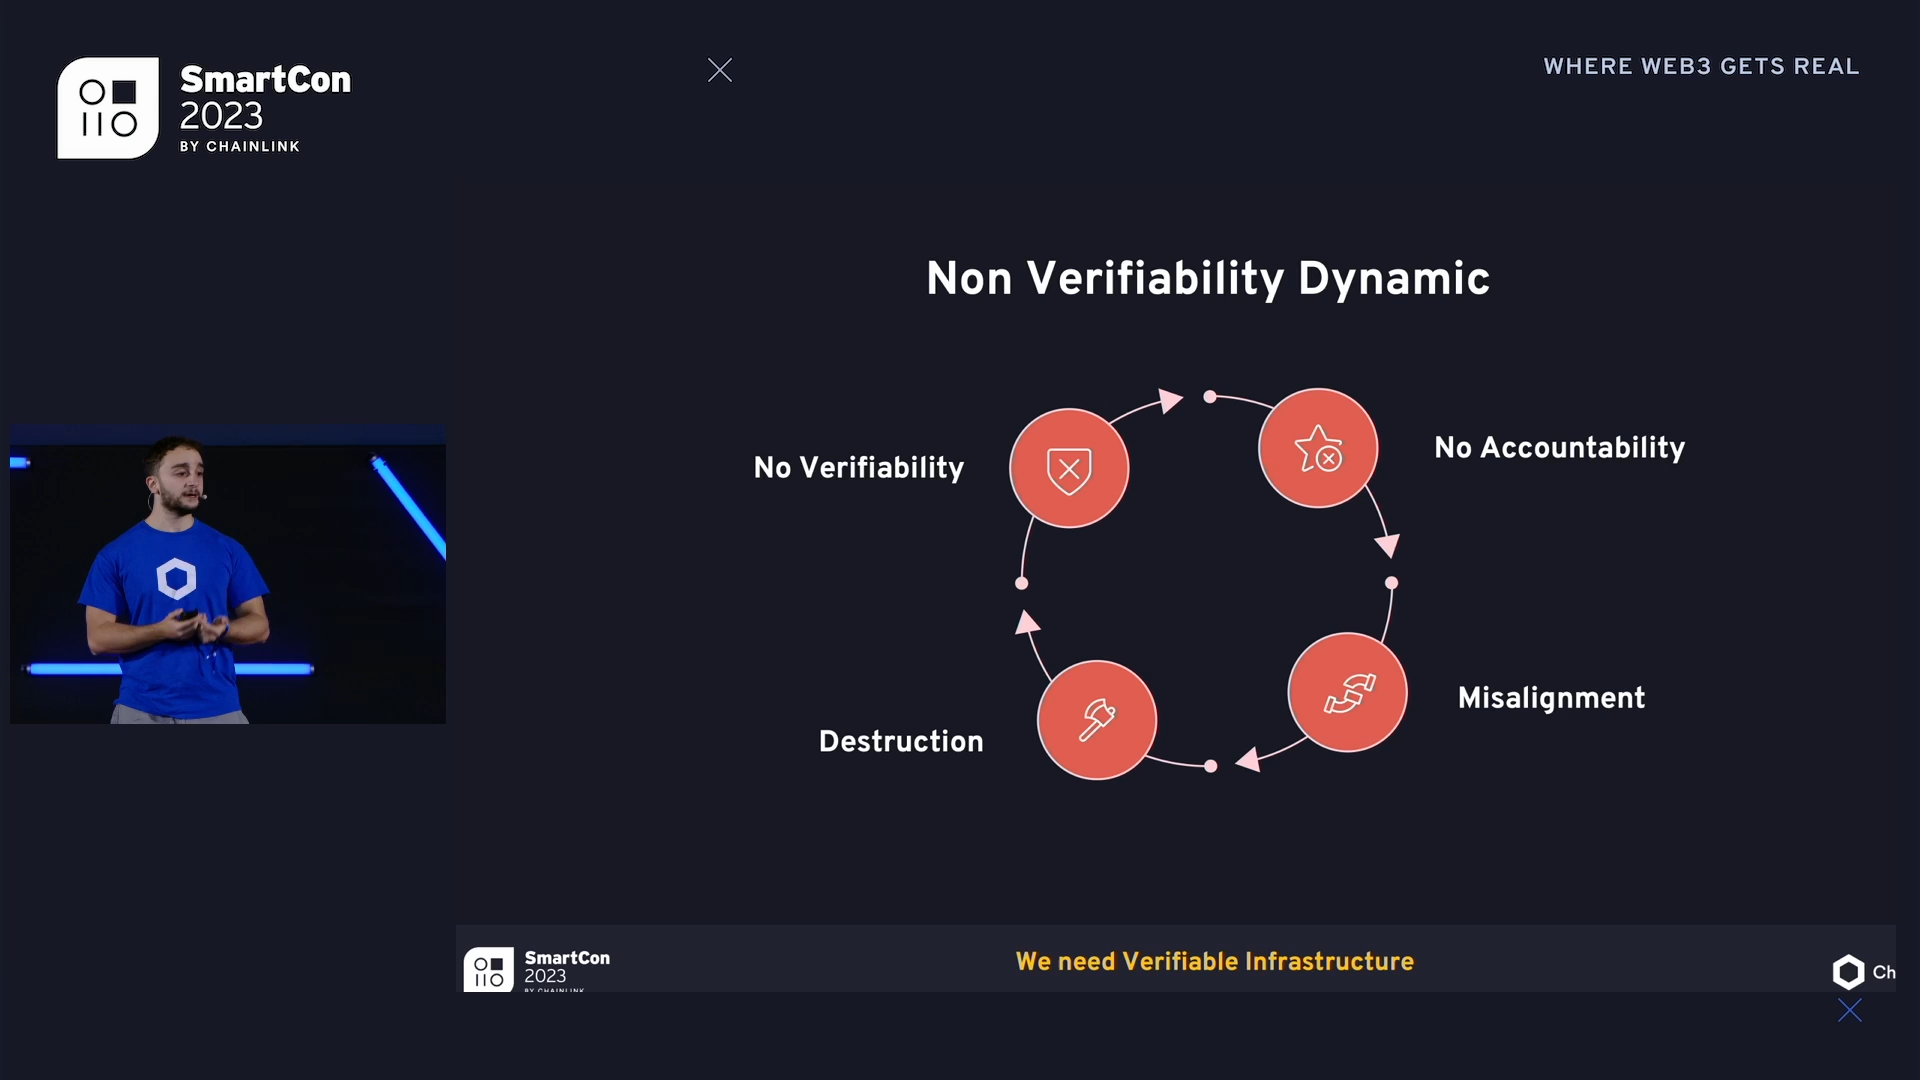 SmartCon
2023
BY CHAINLINK
WHERE WEB3 GETS REAL
Non Verifiability Dynamic
No Verifiability
No Accountability
Misalignment
Destruction
SmartCon
2023
BY CHAINLINK
We need Verifiable Infrastructure
Ch